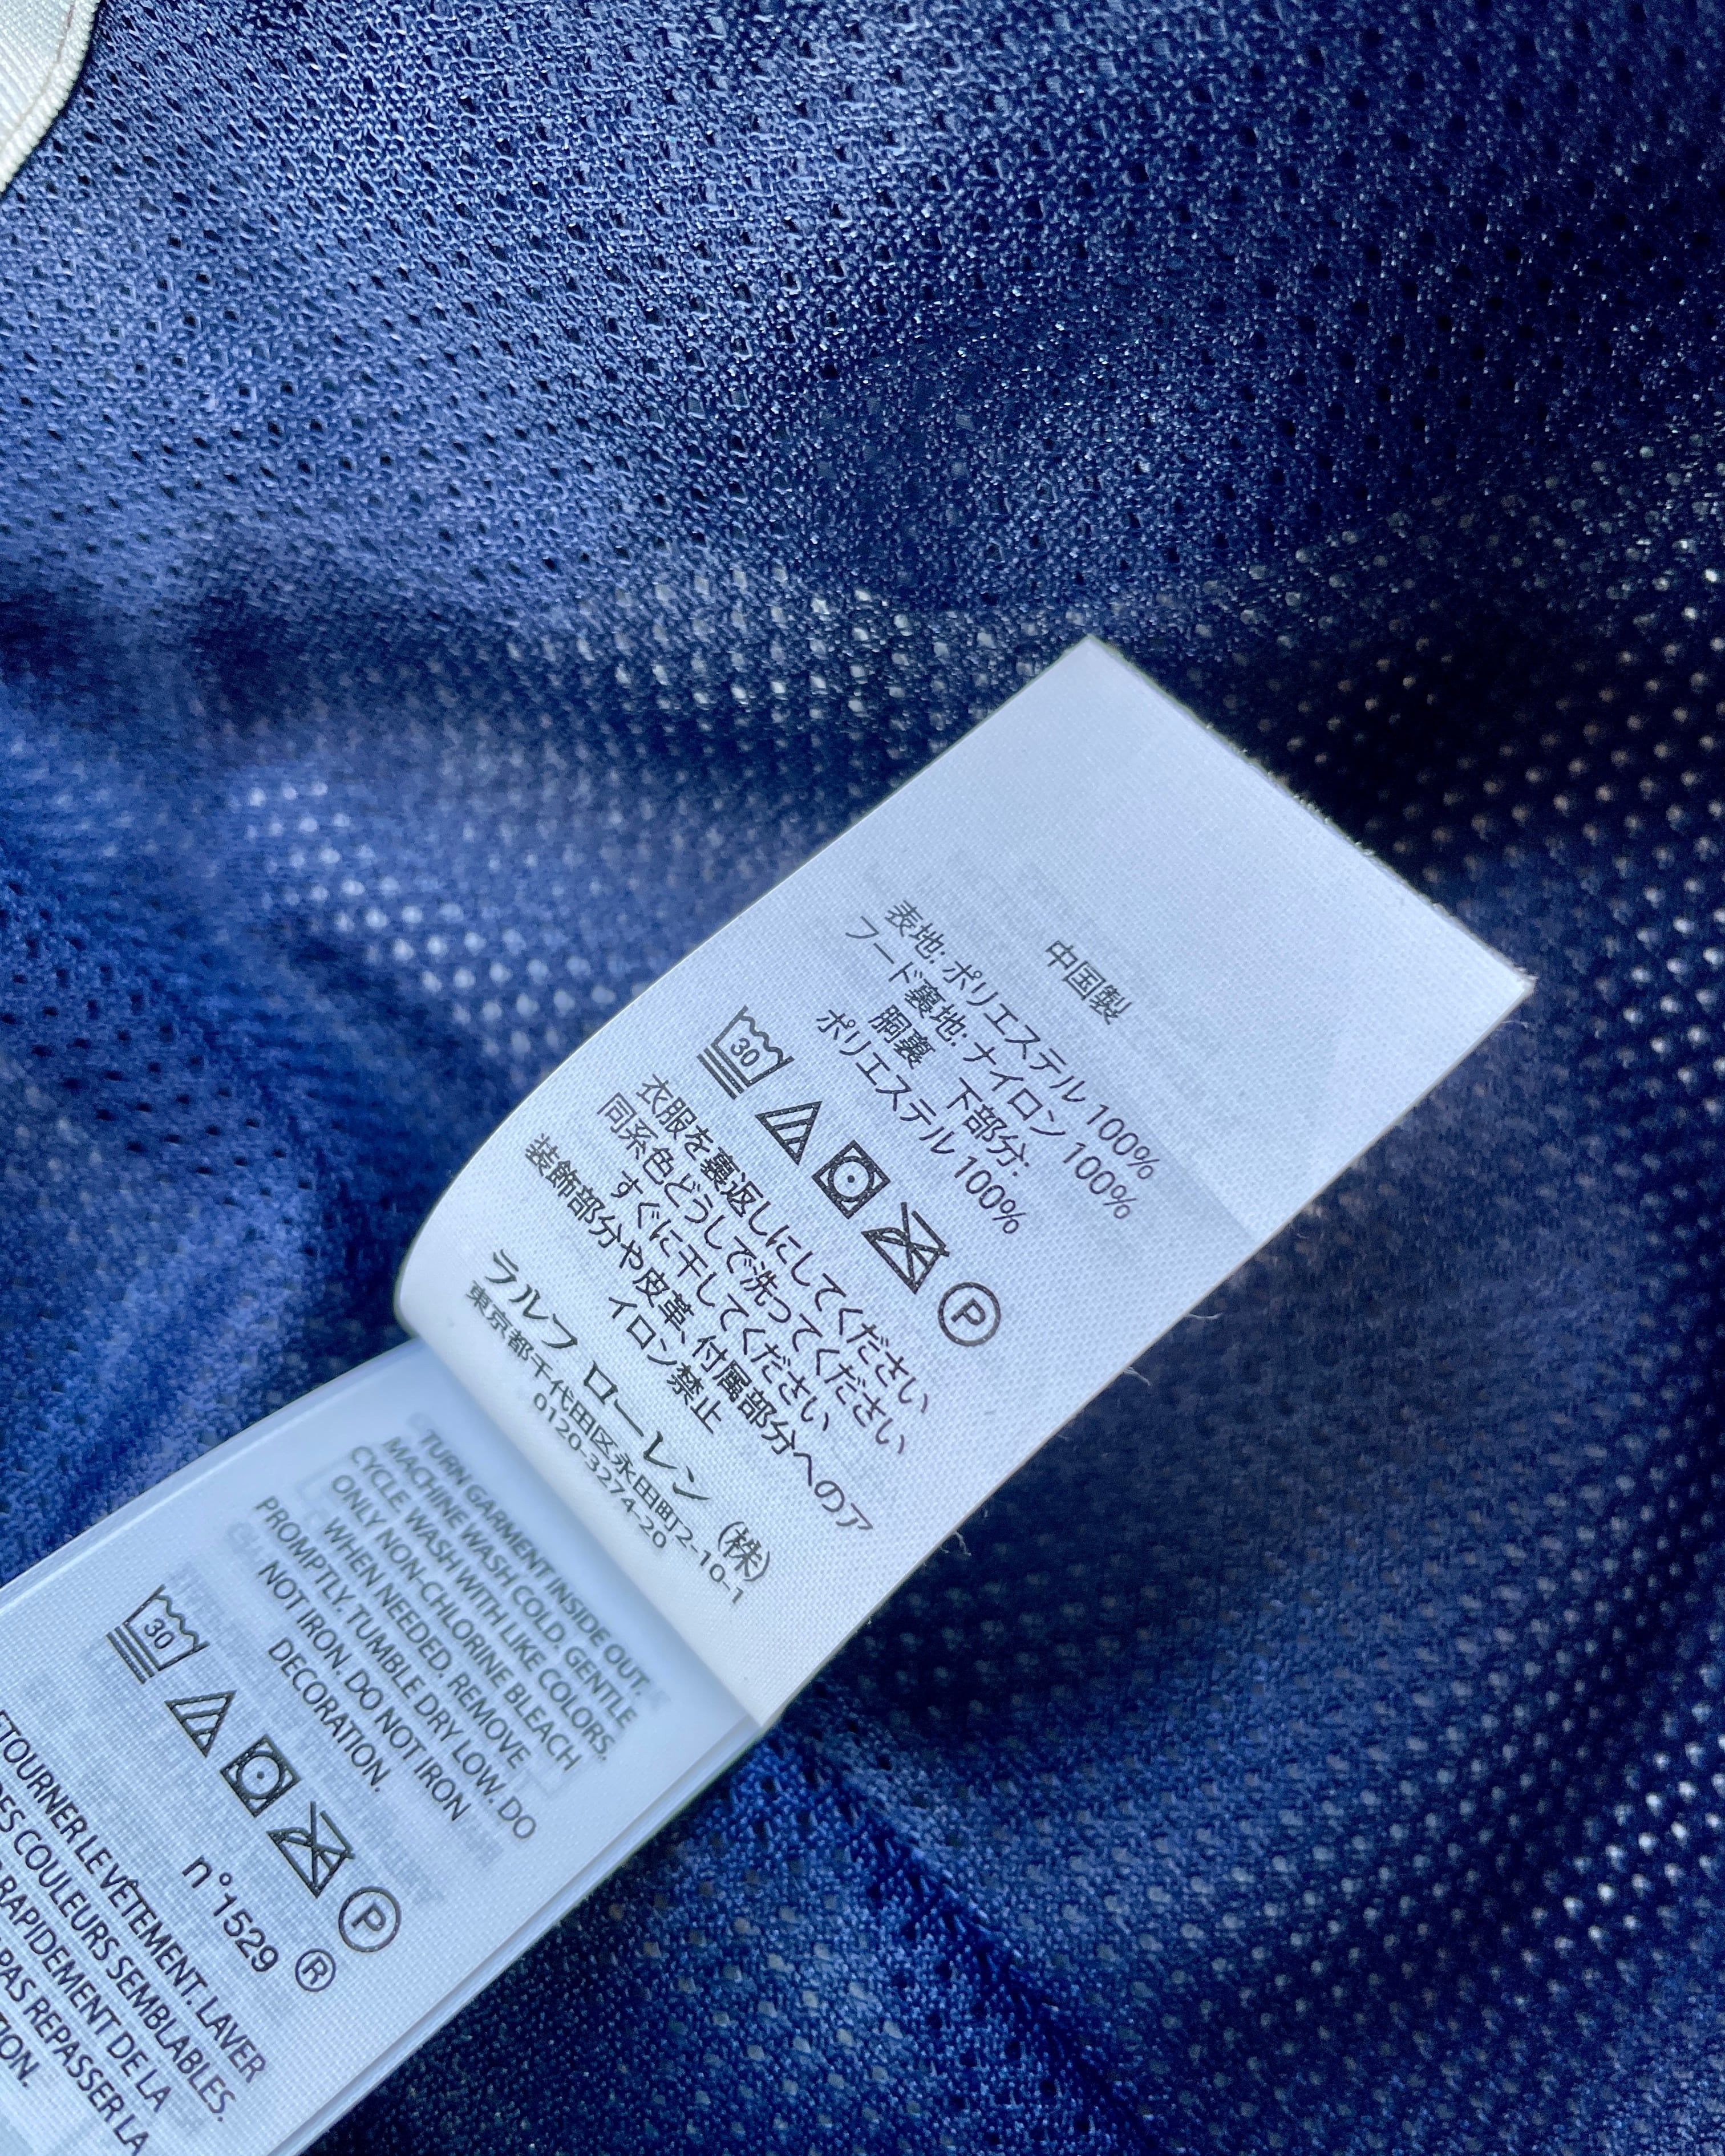 中国製
表地: ポリエステル 100%
フード裏地: ナイロン 100%
胴裏 下部分:
ポリエステル 100%
30
P
衣服を裏返しにしてください
同系色どうしで洗ってください
すぐに干してください
装飾部分や皮革、付属部分へのア
イロン禁止
ラルフ ローレン (株)
東京都千代田区永田町2-10-1
0120-3274-20
TURN GARMENT INSIDE OUT.
MACHINE WASH COLD. GENTLE
CYCLE. WASH WITH LIKE COLORS.
ONLY NON-CHLORINE BLEACH
WHEN NEEDED. REMOVE
PROMPTLY. TUMBLE DRY LOW. DO
NOT IRON. DO NOT IRON
DECORATION.
30
P
n°1529 ®
LE VÊTEMENT. LAVER
COULEURS SEMBLABLES.
RAPIDEMENT DE LA
PAS REPASSER LA